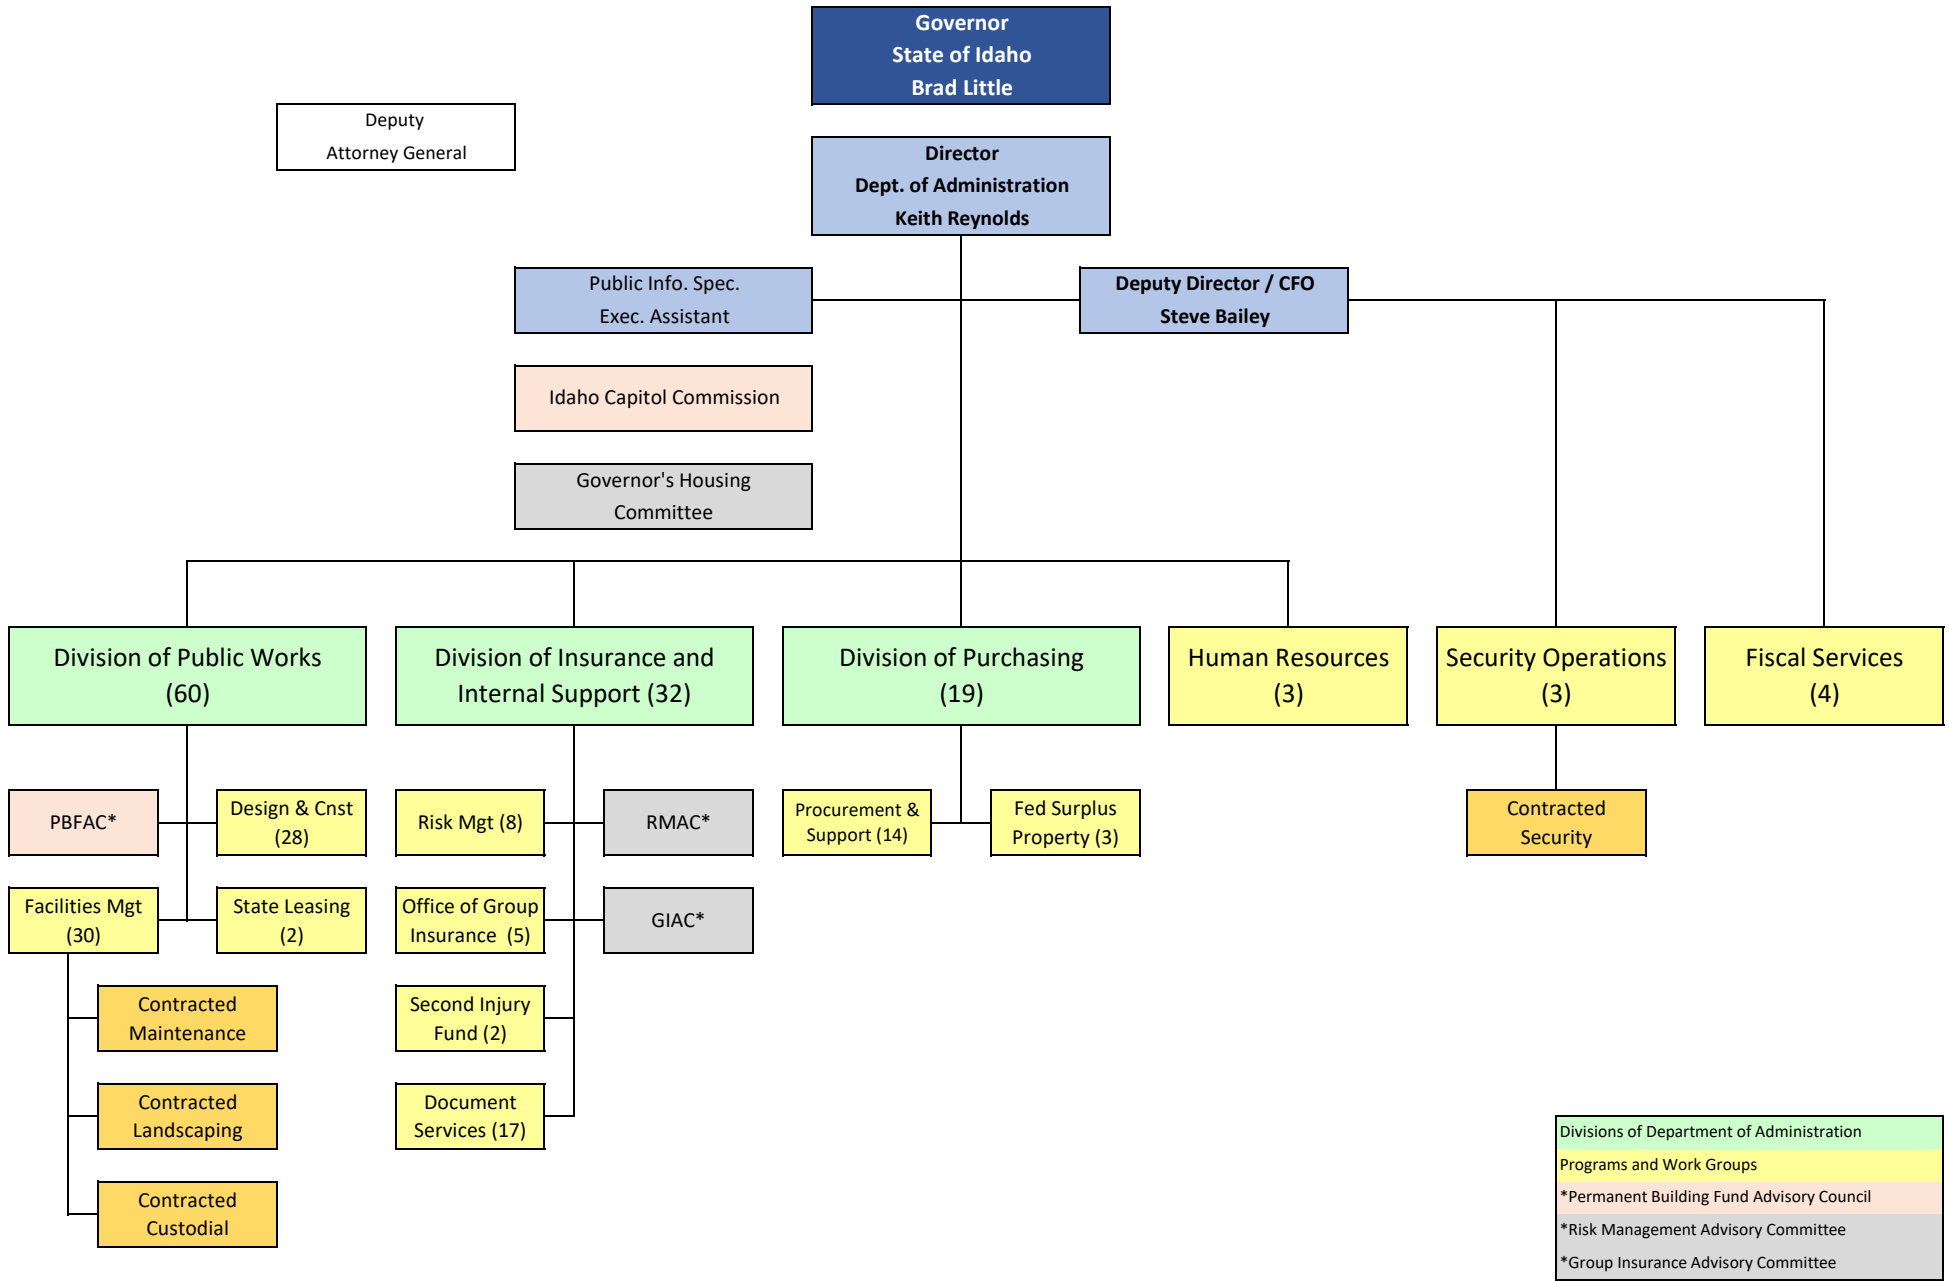 Governor
State of Idaho
Brad Little
Deputy
Attorney General
Director
Dept. of Administration
Keith Reynolds
Public Info. Spec.
Exec. Assistant
Deputy Director / CFO
Steve Bailey
Idaho Capitol Commission
Governor's Housing
Committee
Division of Public Works
(60)
Division of Insurance and
Internal Support (32)
Division of Purchasing
(19)
Human Resources
(3)
Security Operations
(3)
Fiscal Services
(4)
PBFAC*
Design & Cnst
(28)
Risk Mgt (8)
RMAC*
Procurement &
Support (14)
Fed Surplus
Property (3)
Contracted
Security
Facilities Mgt
(30)
State Leasing
(2)
Office of Group
Insurance  (5)
GIAC*
Contracted
Maintenance
Second Injury
Fund (2)
Contracted
Landscaping
Document
Services (17)
Contracted
Custodial
Divisions of Department of Administration
Programs and Work Groups
*Permanent Building Fund Advisory Council
*Risk Management Advisory Committee
*Group Insurance Advisory Committee